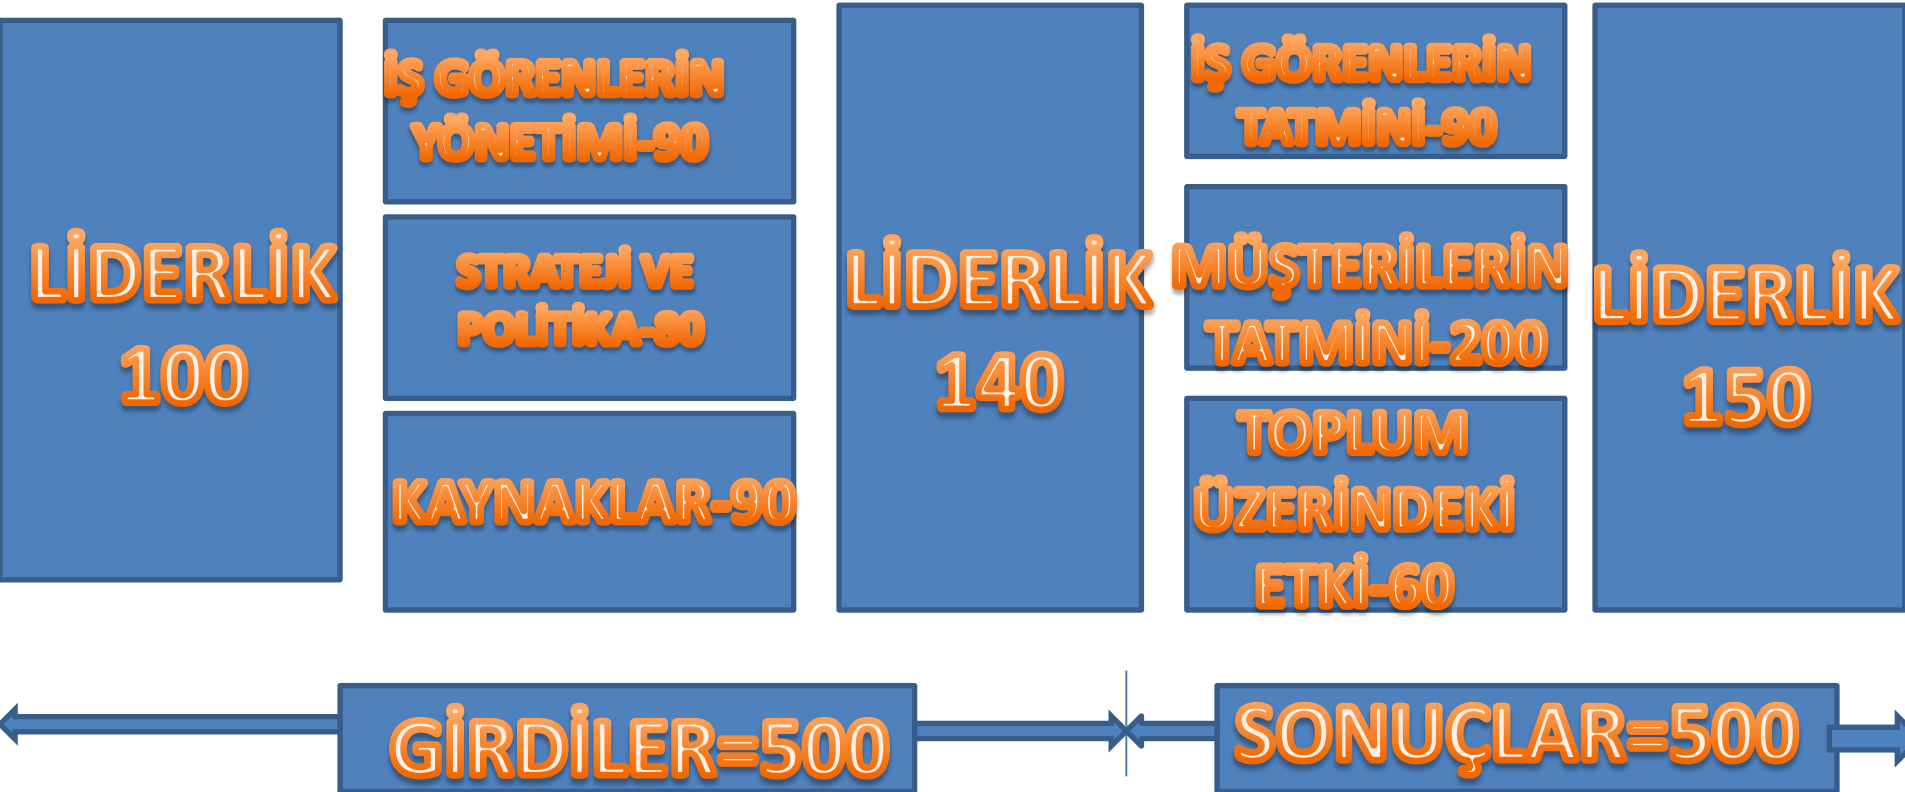 LİDERLİK
100
İŞ GÖRENLERİN
YÖNETİMİ-90
STRATEJİ VE
POLİTİKA-80
KAYNAKLAR-90
LİDERLİK
140
İŞ GÖRENLERİN
TATMİNİ-90
MÜŞTERİLERİN
TATMİNİ-200
TOPLUM
ÜZERİNDEKİ
ETKİ-60
LİDERLİK
150
GİRDİLER=500
SONUÇLAR=500